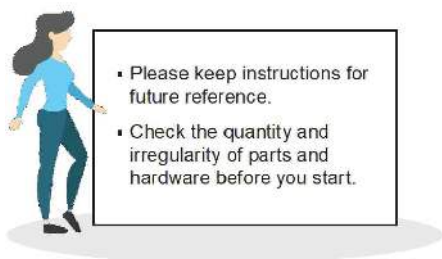 ▪ Please keep instructions for
future reference.
▪ Check the quantity and
irregularity of parts and
hardware before you start.